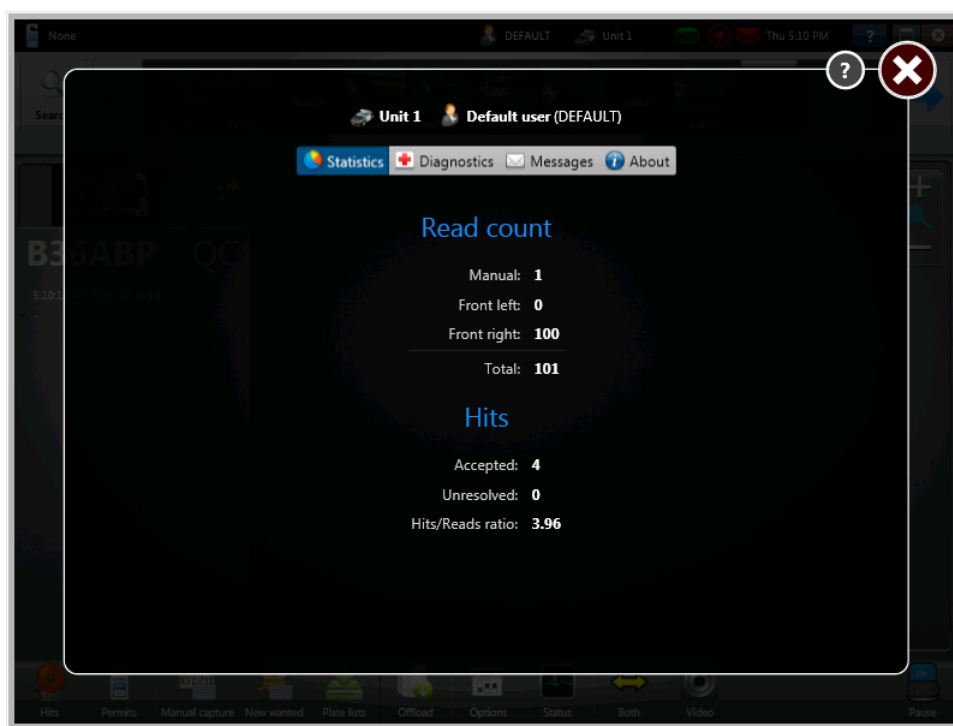 None
DEFAULT
Unit 1
Thu 5:10 PM
?
?
Unit 1 Default user (DEFAULT)
Statistics Diagnostics Messages About
B36ABP QC
Read count
Manual: 1
Front left: 0
Front right: 100
Total: 101
Hits
Accepted: 4
Unresolved: 0
Hits/Reads ratio: 3.96
Hits Permits Manual capture New wanted Plate lists Offload Options Status Both Video Pause